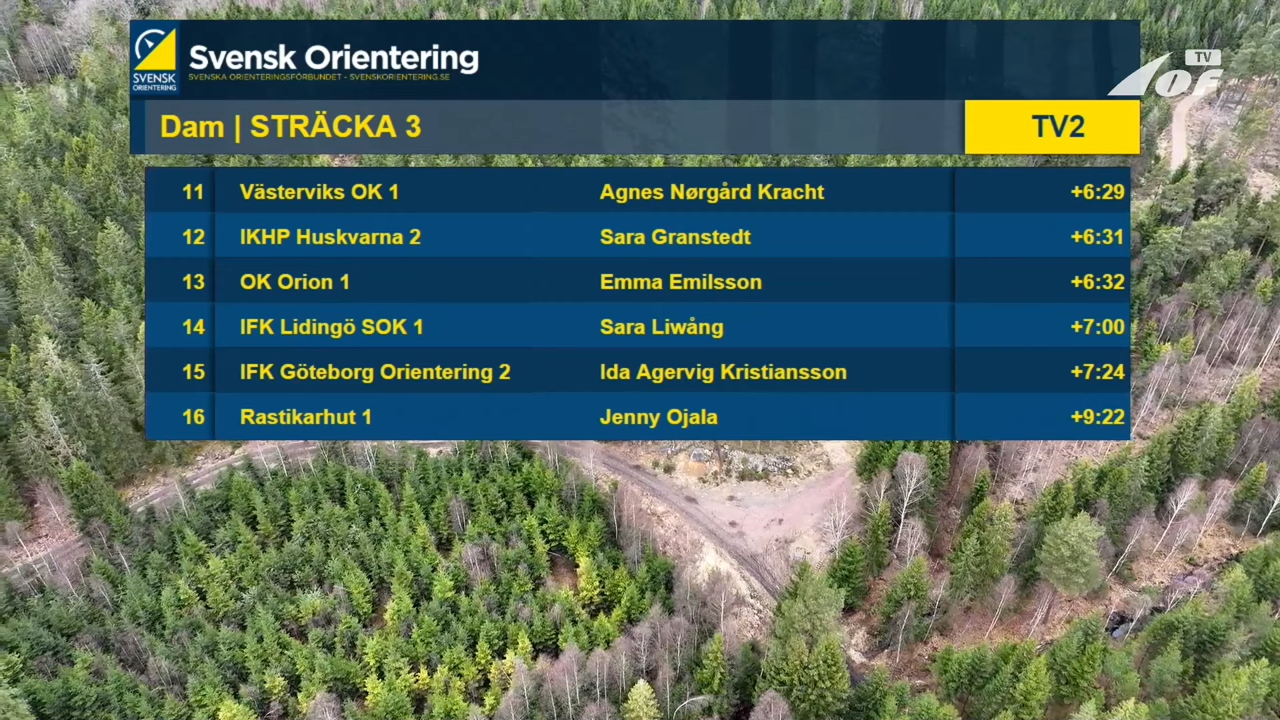 Svensk Orientering
SVENSKA ORIENTERINGSFÖRBUNDET - SVENSKORIENTERING.SE
SVENSK
ORIENTERING
TV
OF
Dam | STRÄCKA 3 TV2
11 Västerviks OK 1 Agnes Nørgård Kracht +6:29
12 IKHP Huskvarna 2 Sara Granstedt +6:31
13 OK Orion 1 Emma Emilsson +6:32
14 IFK Lidingö SOK 1 Sara Liwång +7:00
15 IFK Göteborg Orientering 2 Ida Agervig Kristiansson +7:24
16 Rastikarhut 1 Jenny Ojala +9:22